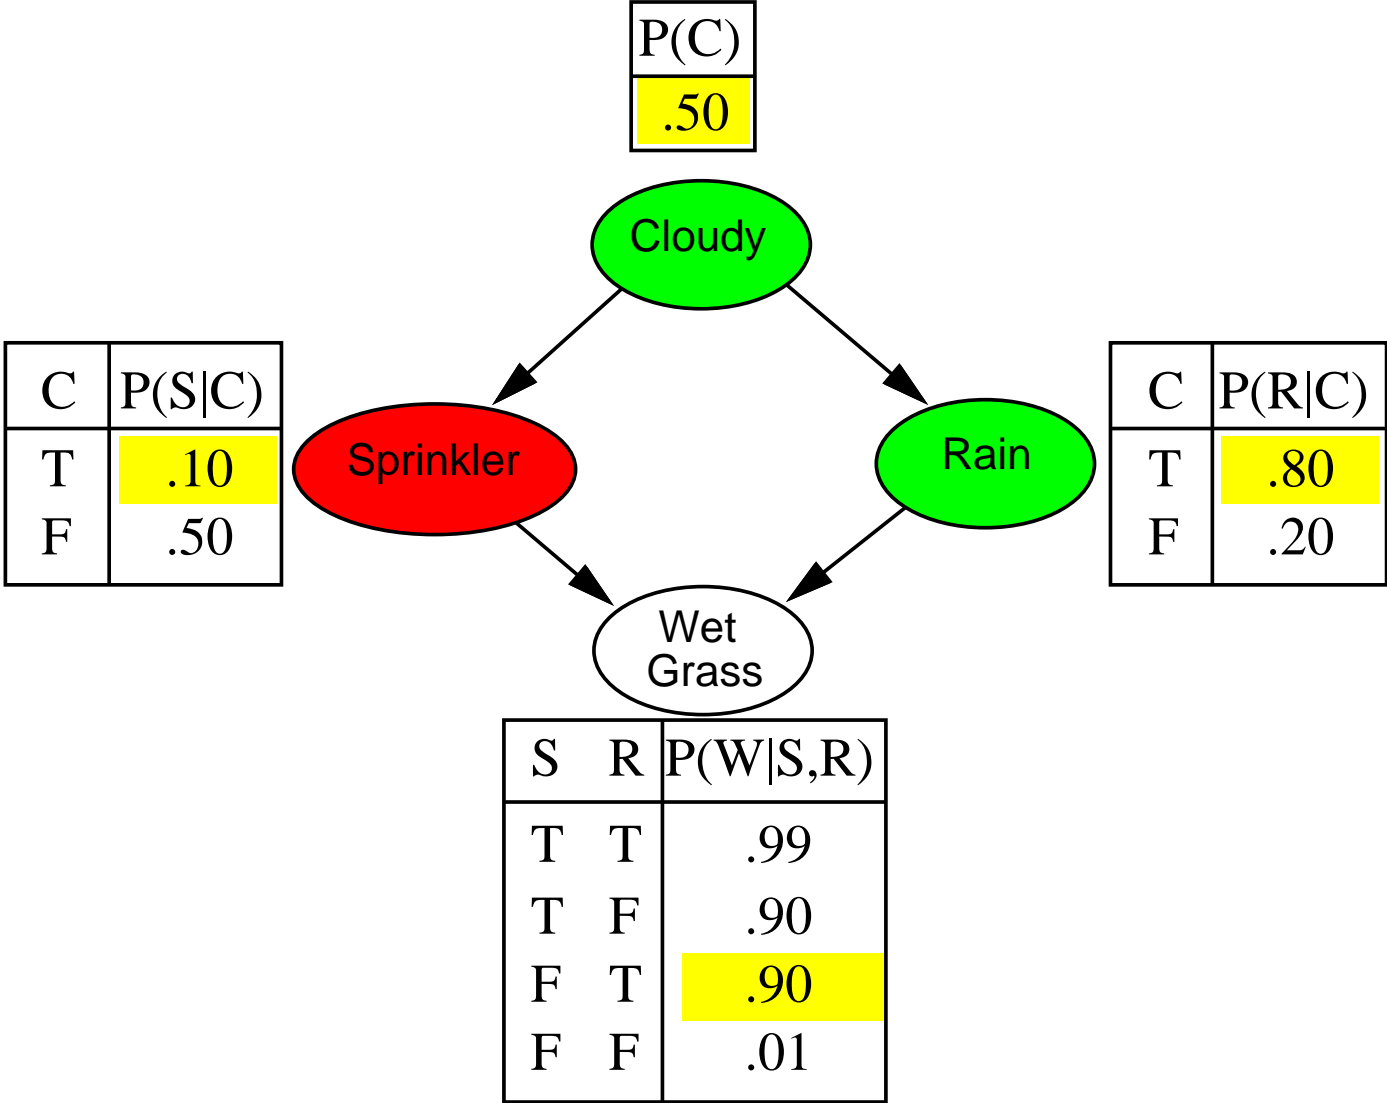 P(C)
.50
Cloudy
C P(S|C)
T .10
F .50
Sprinkler
Rain
C P(R|C)
T .80
F .20
Wet
Grass
S R P(W|S,R)
T T .99
T F .90
F T .90
F F .01